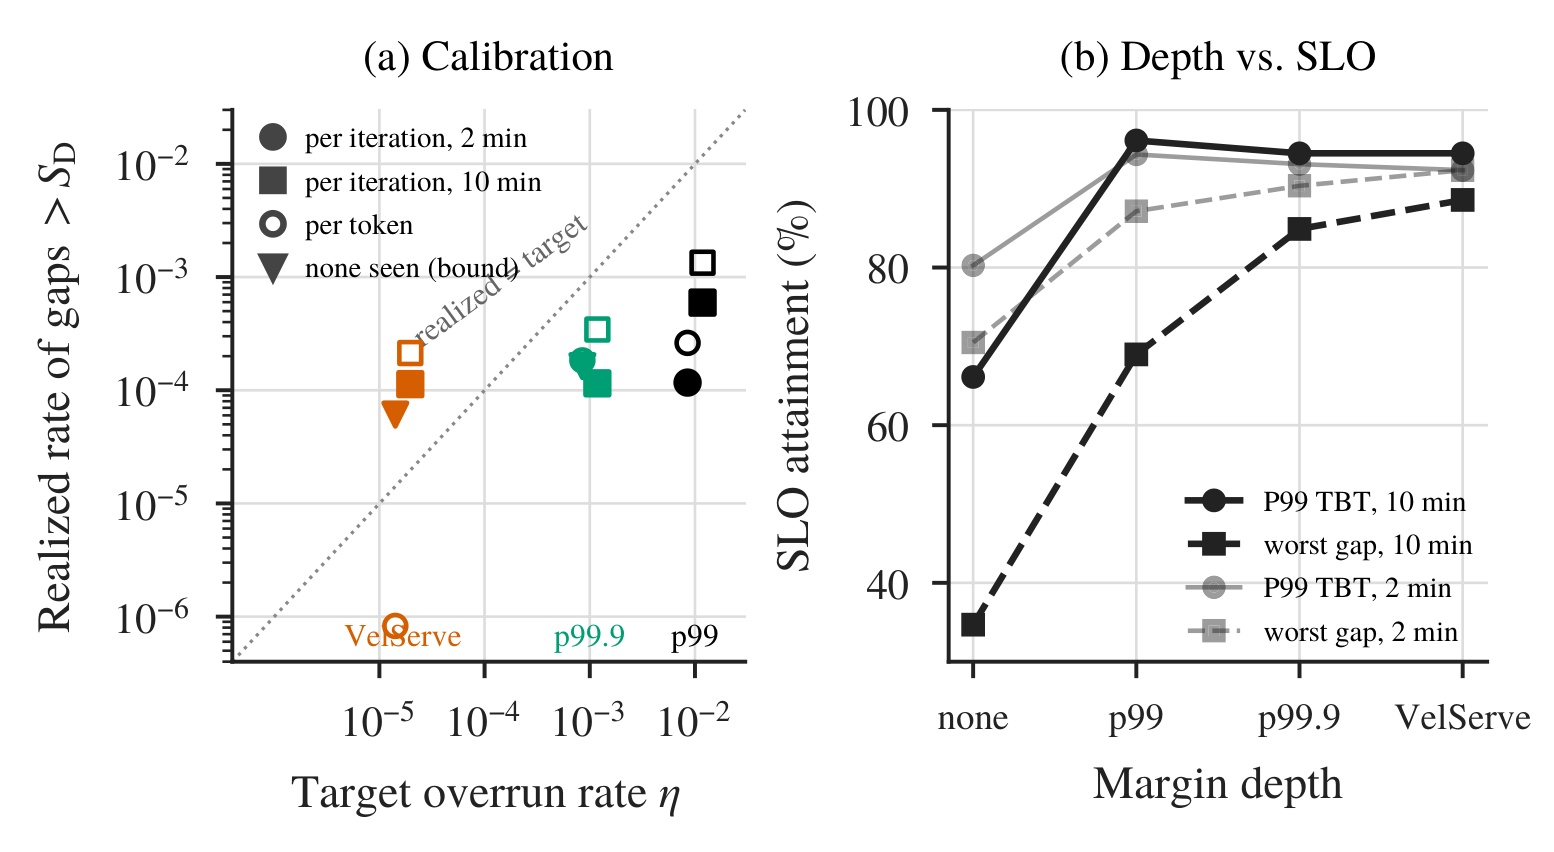 (a) Calibration
Realized rate of gaps > S_D
10⁻²
10⁻³
10⁻⁴
10⁻⁵
10⁻⁶
per iteration, 2 min
per iteration, 10 min
per token
none seen (bound)
realized = target
VelServe
p99.9
p99
10⁻⁵
10⁻⁴
10⁻³
10⁻²
Target overrun rate η
(b) Depth vs. SLO
SLO attainment (%)
100
80
60
40
P99 TBT, 10 min
worst gap, 10 min
P99 TBT, 2 min
worst gap, 2 min
none
p99
p99.9
VelServe
Margin depth